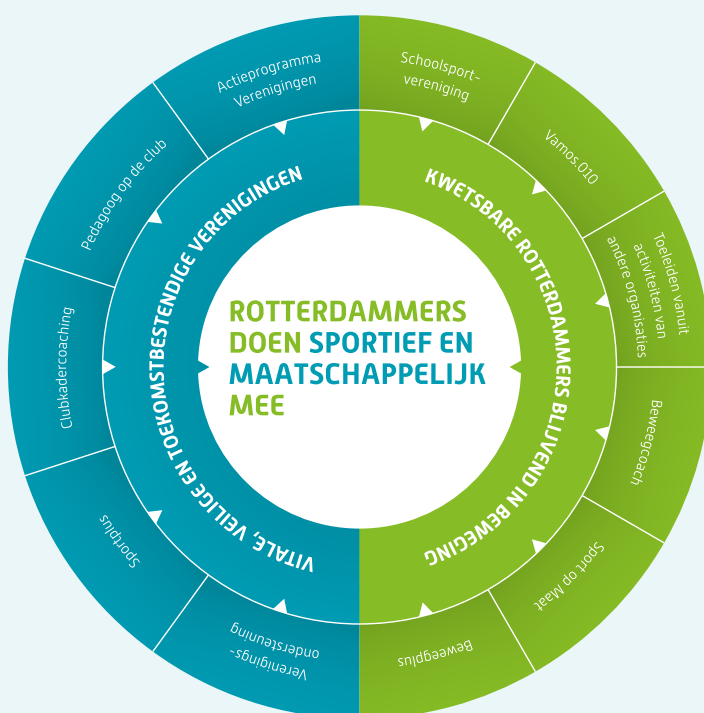 ROTTERDAMMERS
DOEN SPORTIEF EN
MAATSCHAPPELIJK
MEE
VITALE, VEILIGE EN TOEKOMSTBESTENDIGE VERENIGINGEN
KWETSBARE ROTTERDAMMERS BLIJVEND IN BEWEGING
Schoolsport-
vereniging
Vamos.010
Toeleiden vanuit
activiteiten van
andere organisaties
Beweegcoach
Sport op Maat
Beweegplus
Verenigings-
ondersteuning
Sportplus
Clubkadercoaching
Pedagoog op de club
Actieprogramma
Verenigingen